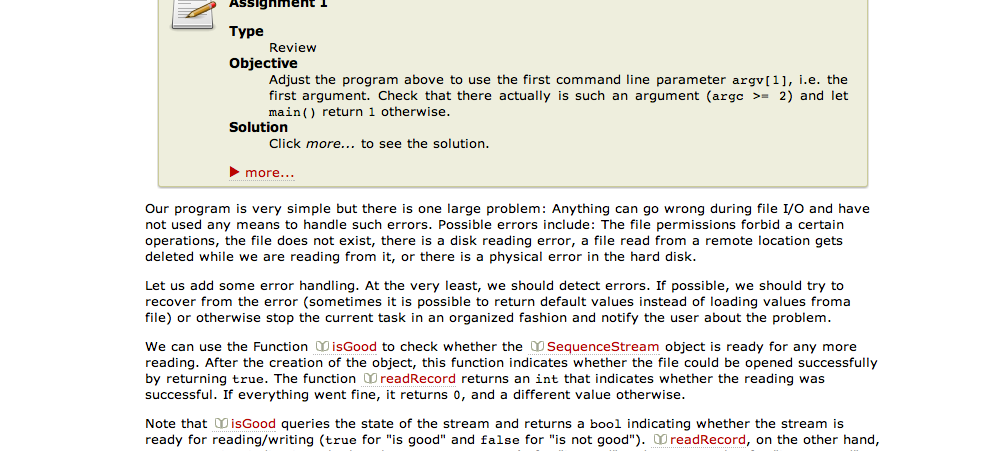 Assignment 1
Type
Review
Objective
Adjust the program above to use the first command line parameter argv[1], i.e. the
first argument. Check that there actually is such an argument (argc >= 2) and let
main() return 1 otherwise.
Solution
Click more... to see the solution.
more...
Our program is very simple but there is one large problem: Anything can go wrong during file I/O and have
not used any means to handle such errors. Possible errors include: The file permissions forbid a certain
operations, the file does not exist, there is a disk reading error, a file read from a remote location gets
deleted while we are reading from it, or there is a physical error in the hard disk.
Let us add some error handling. At the very least, we should detect errors. If possible, we should try to
recover from the error (sometimes it is possible to return default values instead of loading values froma
file) or otherwise stop the current task in an organized fashion and notify the user about the problem.
We can use the Function isGood to check whether the SequenceStream object is ready for any more
reading. After the creation of the object, this function indicates whether the file could be opened successfully
by returning true. The function readRecord returns an int that indicates whether the reading was
successful. If everything went fine, it returns 0, and a different value otherwise.
Note that isGood queries the state of the stream and returns a bool indicating whether the stream is
ready for reading/writing (true for "is good" and false for "is not good"). readRecord, on the other hand,